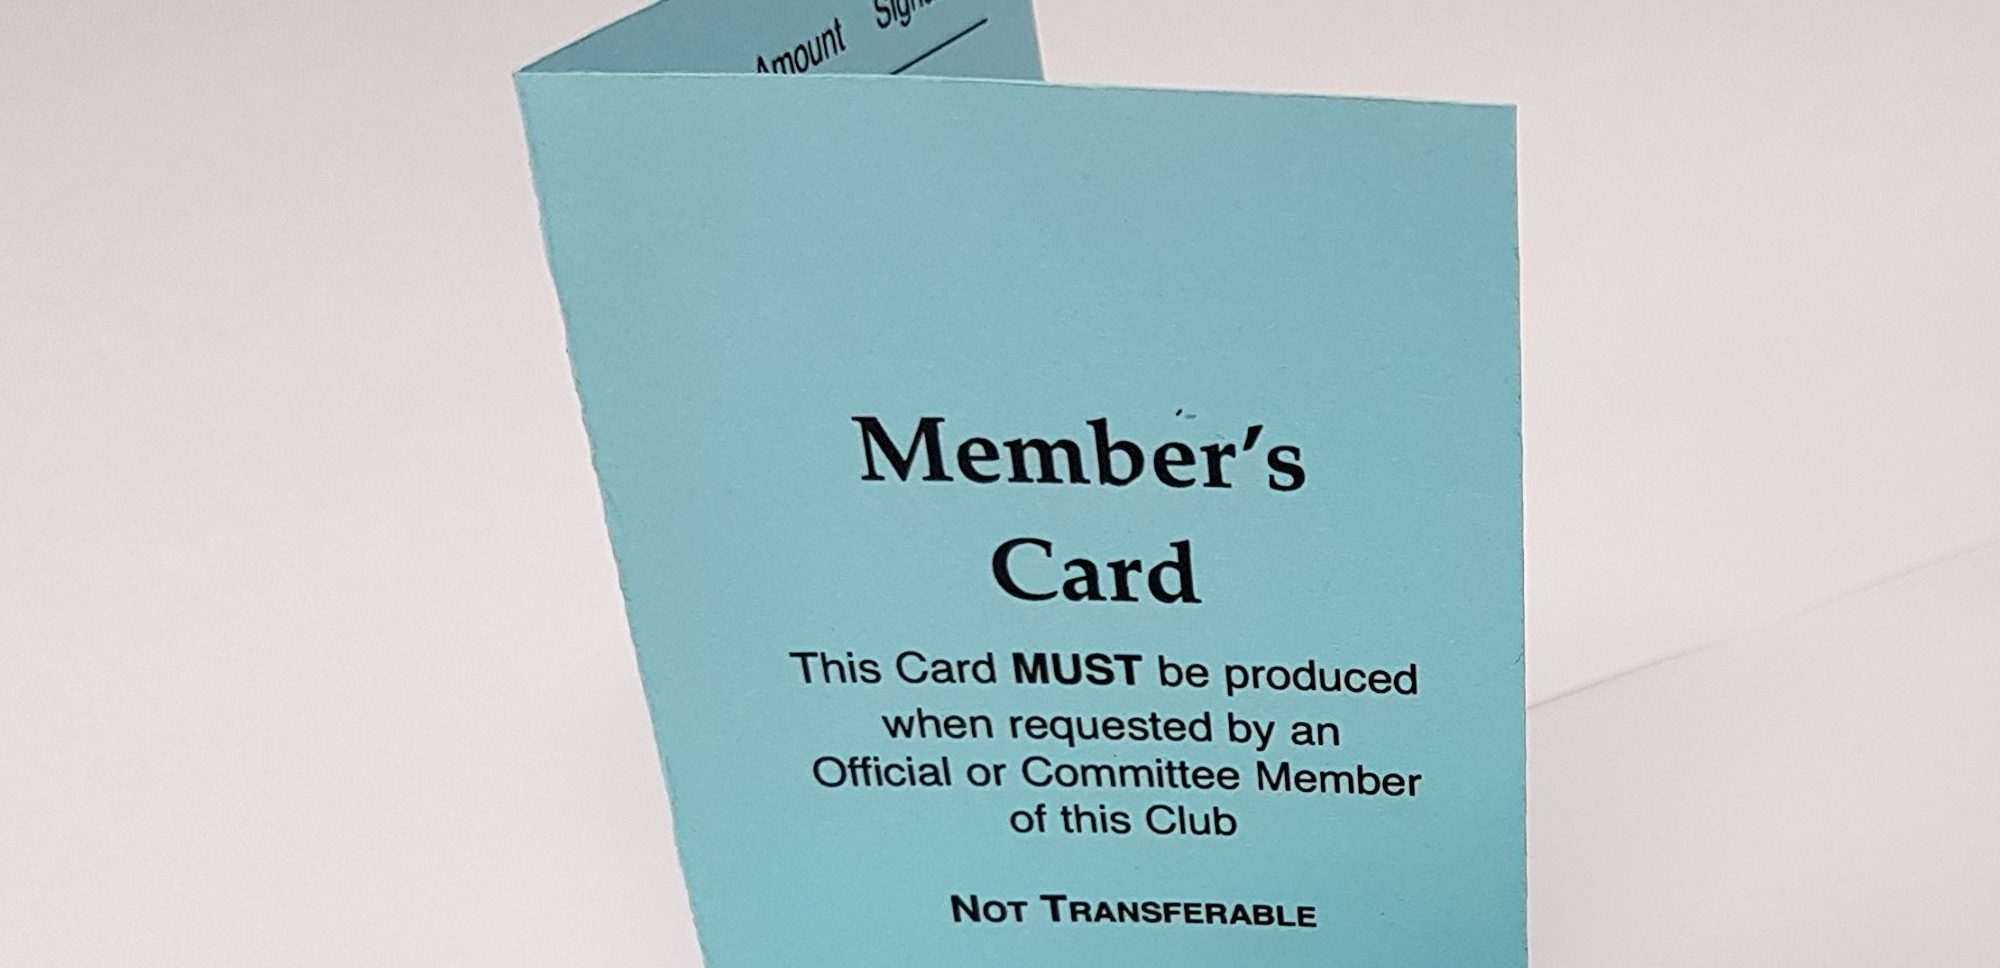 Amount
Member's
Card
This Card MUST be produced
when requested by an
Official or Committee Member
of this Club
NOT TRANSFERABLE